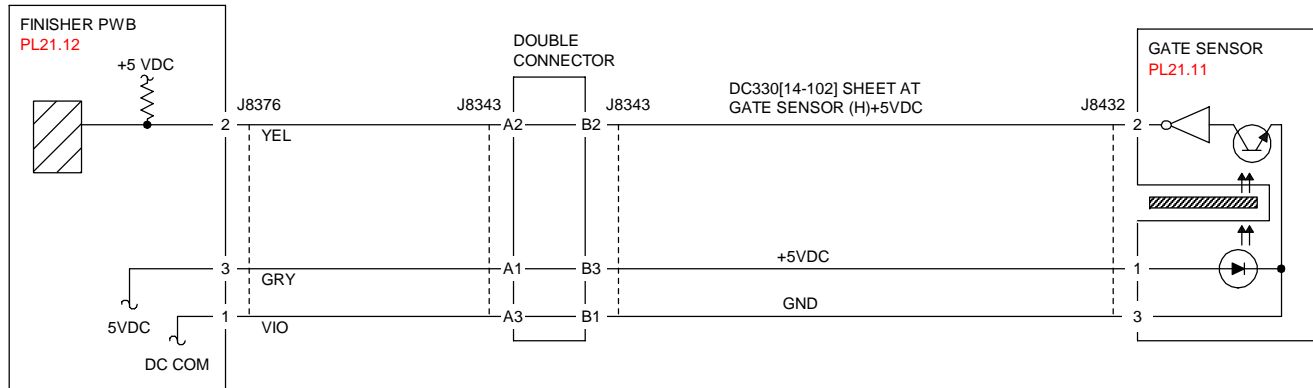 FINISHER PWB
PL21.12
+5 VDC
J8376
2
YEL
J8343
DOUBLE
CONNECTOR
A2
B2
J8343
DC330[14-102] SHEET AT
GATE SENSOR (H)+5VDC
J8432
2
GATE SENSOR
PL21.11
3
GRY
A1
B3
+5VDC
1
5VDC
1
VIO
A3
B1
GND
3
DC COM